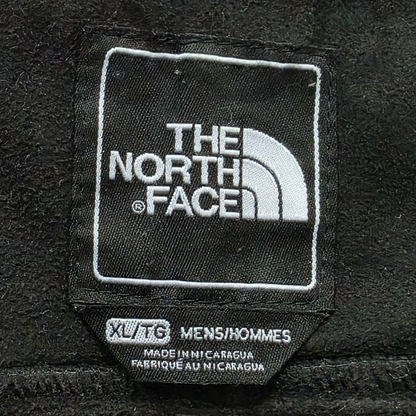 THE
NORTH
®FACE
XL/TG MENS/HOMMES
MADE IN NICARAGUA
FABRIQUÉ AU NICARAGUA